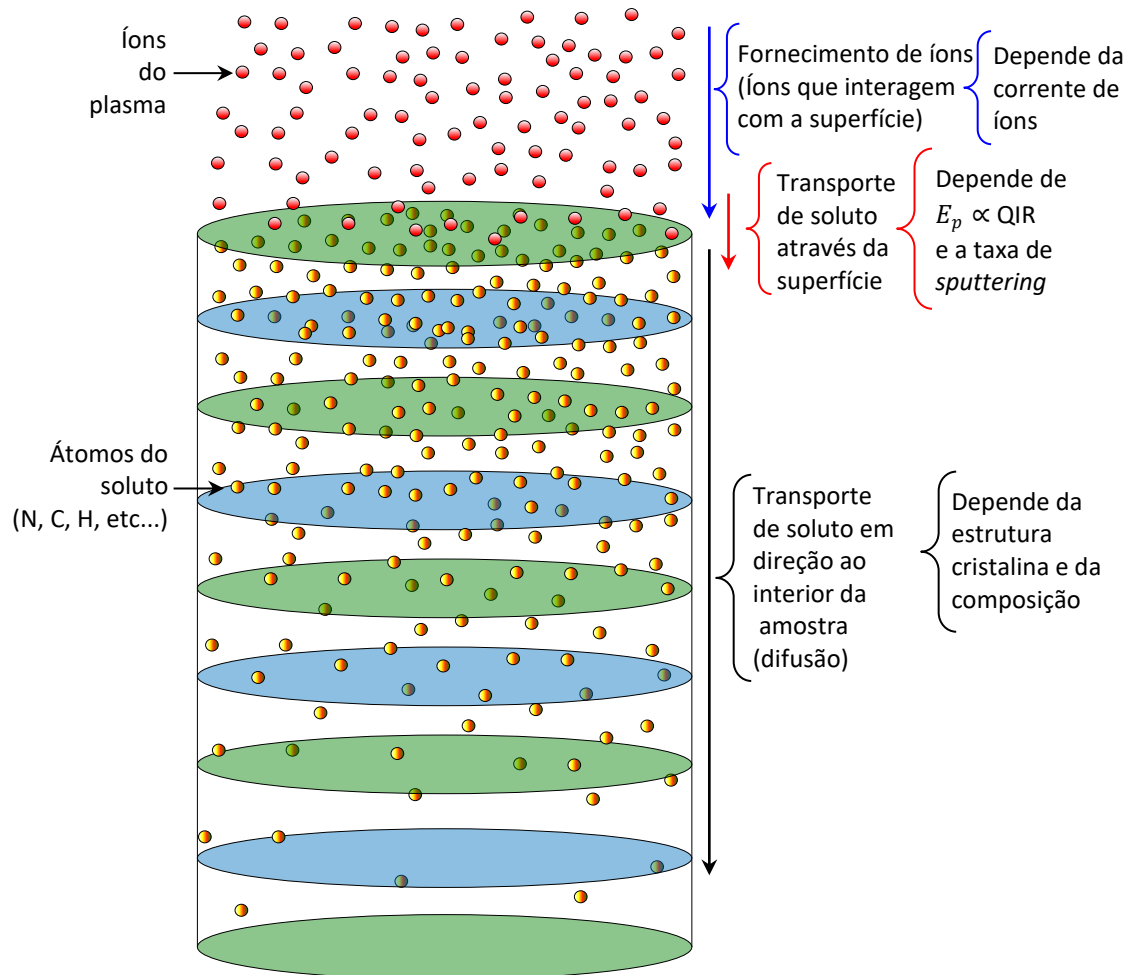 Íons
do
plasma
Fornecimento de íons
(Íons que interagem
com a superfície)
Depende da
corrente de
íons
Transporte
de soluto
através da
superfície
Depende de
E_p ∝ QIR
e a taxa de
sputtering
Átomos do
soluto
(N, C, H, etc...)
Transporte
de soluto em
direção ao
interior da
amostra
(difusão)
Depende da
estrutura
cristalina e da
composição